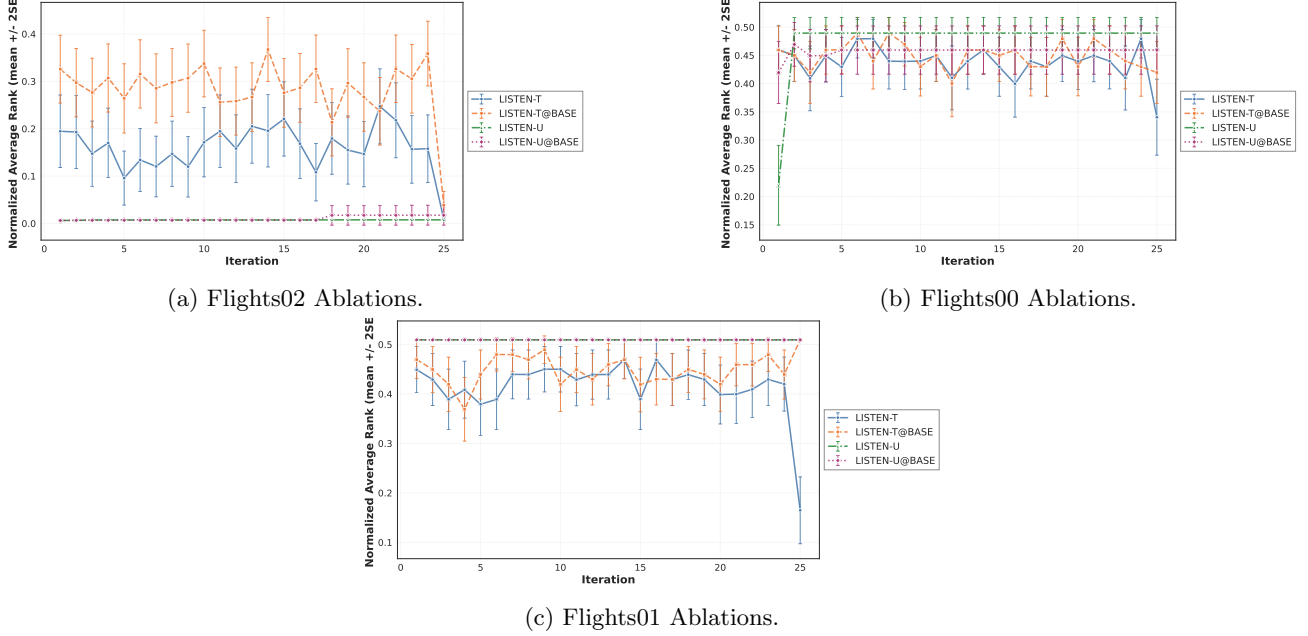 Normalized Average Rank (mean +/- 2SE
0.4
0.3
0.2
0.1
0.0
0
5
10
15
20
25
Iteration
LISTEN-T
LISTEN-T@BASE
LISTEN-U
LISTEN-U@BASE
(a) Flights02 Ablations.
Normalized Average Rank (mean +/- 2SE
0.50
0.45
0.40
0.35
0.30
0.25
0.20
0.15
0
5
10
15
20
25
Iteration
LISTEN-T
LISTEN-T@BASE
LISTEN-U
LISTEN-U@BASE
(b) Flights00 Ablations.
Normalized Average Rank (mean +/- 2SE
0.5
0.4
0.3
0.2
0.1
0
5
10
15
20
25
Iteration
LISTEN-T
LISTEN-T@BASE
LISTEN-U
LISTEN-U@BASE
(c) Flights01 Ablations.